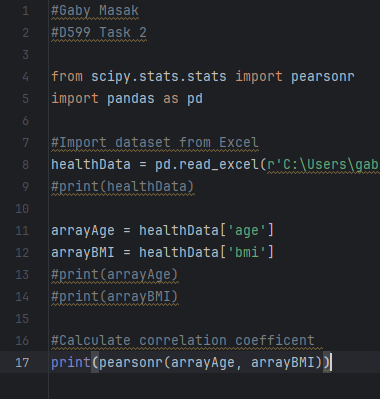 1 #Gaby Masak
2 #D599 Task 2
3
4 from scipy.stats.stats import pearsonr
5 import pandas as pd
6
7 #Import dataset from Excel
8 healthData = pd.read_excel(r'C:\Users\gab
9 #print(healthData)
10
11 arrayAge = healthData['age']
12 arrayBMI = healthData['bmi']
13 #print(arrayAge)
14 #print(arrayBMI)
15
16 #Calculate correlation coefficent
17 print(pearsonr(arrayAge, arrayBMI))